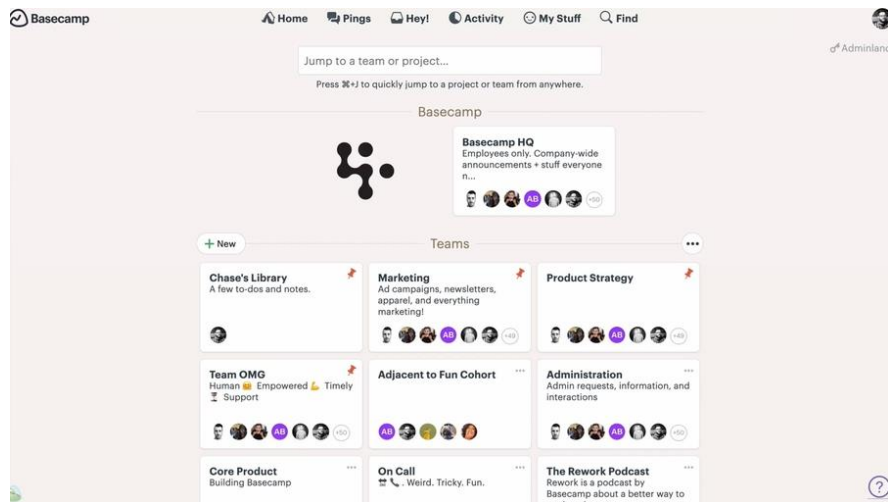 Basecamp
Home Pings Hey! Activity My Stuff Find
Adminland
Jump to a team or project...
Press ⌘+J to quickly jump to a project or team from anywhere.
Basecamp
Basecamp HQ
Employees only. Company-wide
announcements + stuff everyone
n...
AB +50
+ New
Teams
Chase's Library
A few to-dos and notes.
Marketing
Ad campaigns, newsletters,
apparel, and everything
marketing!
AB +49
Product Strategy
AB +49
Team OMG
Human 😊 Empowered 💪 Timely
⏳ Support
AB +50
Adjacent to Fun Cohort
AB
Administration
Admin requests, information, and
interactions
AB +50
Core Product
Building Basecamp
On Call
. Weird. Tricky. Fun.
The Rework Podcast
Rework is a podcast by
Basecamp about a better way to
?